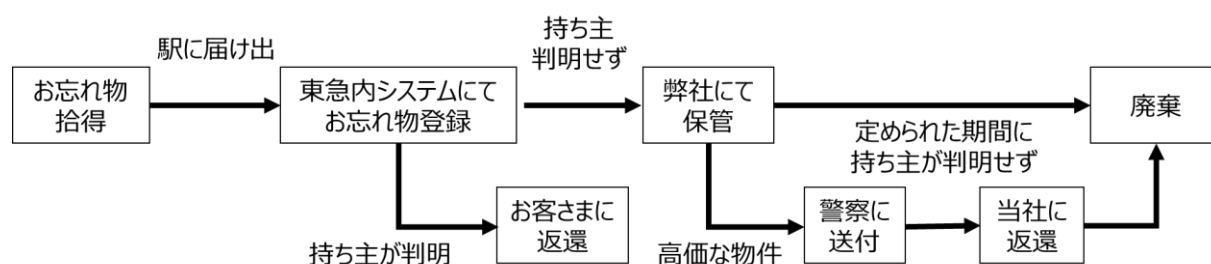 お忘れ物
拾得
駅に届け出
東急内システムにて
お忘れ物登録
持ち主
判明せず
弊社にて
保管
定められた期間に
持ち主が判明せず
廃棄
持ち主が判明
お客さまに
返還
高価な物件
警察に
送付
当社に
返還